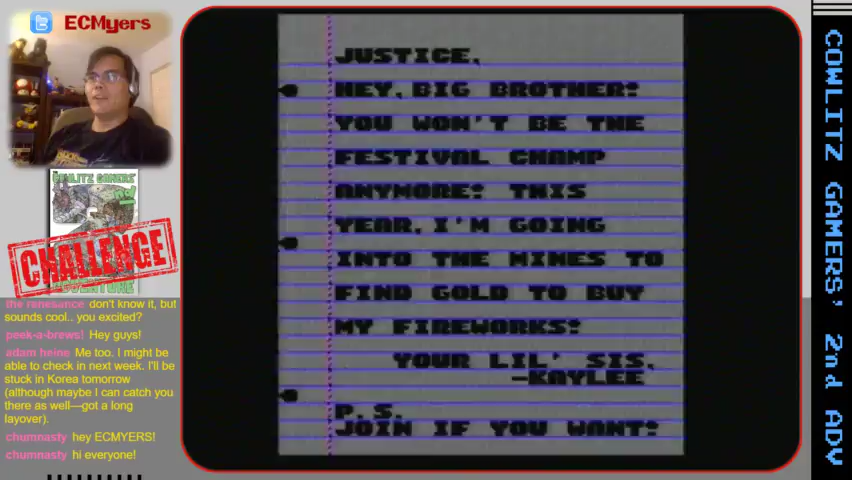 ECMyers
COWLITZ GAMERS'
CHALLENGE
ADVENTURE
the ranesance don't know it, but
sounds cool.. you excited?
peek-a-brews! Hey guys!
adam heine Me too. I might be
able to check in next week. I'll be
stuck in Korea tomorrow
(although maybe I can catch you
there as well—got a long
layover).
chumnasty hey ECMYERS!
chumnasty hi everyone!
JUSTICE,
HEY, BIG BROTHER!
YOU WON'T BE THE
FESTIVAL CHAMP
ANYMORE! THIS
YEAR, I'M GOING
INTO THE MINES TO
FIND GOLD TO BUY
MY FIREWORKS!
YOUR LIL' SIS,
-KAYLEE
P.S.
JOIN IF YOU WANT!
COWLITZ GAMERS' 2nd ADV